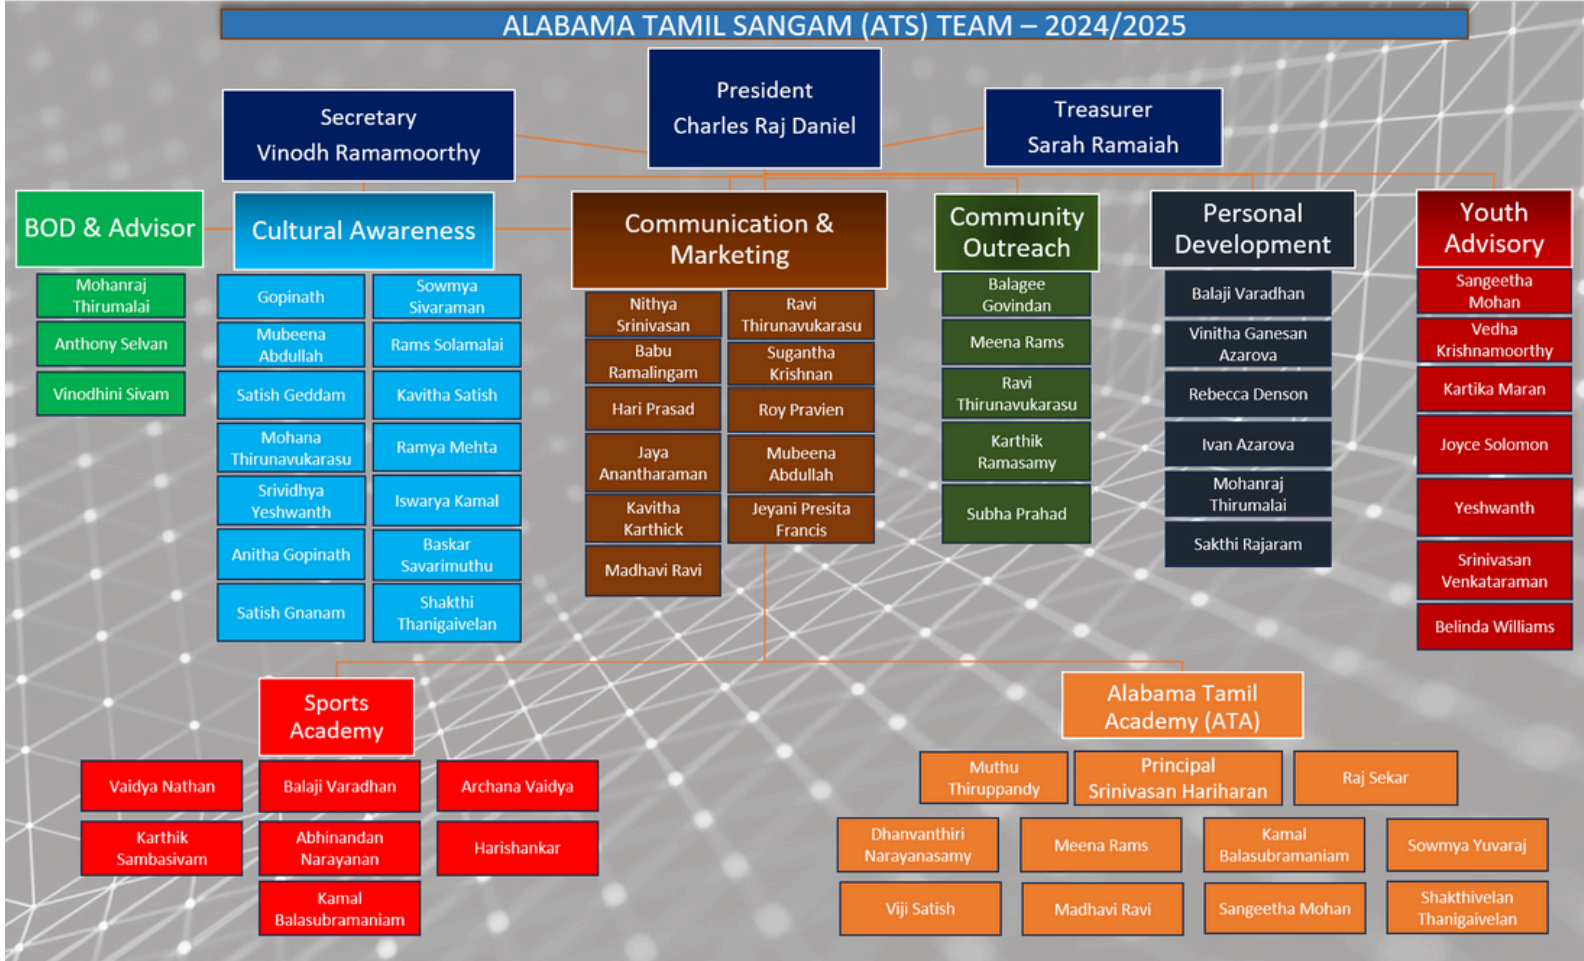 ALABAMA TAMIL SANGAM (ATS) TEAM – 2024/2025
President
Charles Raj Daniel
Secretary
Vinodh Ramamoorthy
Treasurer
Sarah Ramaiah
BOD & Advisor
Mohanraj
Thirumalai
Anthony Selvan
Vinodhini Sivam
Cultural Awareness
Gopinath
Mubeena
Abdullah
Satish Geddam
Mohana
Thirunavukarasu
Srividhya
Yeshwanth
Anitha Gopinath
Satish Gnanam
Sowmya
Sivaraman
Rams Solamalai
Kavitha Satish
Ramya Mehta
Iswarya Kamal
Baskar
Savarimuthu
Shakthi
Thanigaivelan
Communication &
Marketing
Nithya
Srinivasan
Babu
Ramalingam
Hari Prasad
Jaya
Anantharaman
Kavitha
Karthick
Madhavi Ravi
Ravi
Thirunavukarasu
Sugantha
Krishnan
Roy Pravien
Mubeena
Abdullah
Jeyani Presita
Francis
Community
Outreach
Balagee
Govindan
Meena Rams
Ravi
Thirunavukarasu
Karthik
Ramasamy
Subha Prahad
Personal
Development
Balaji Varadhan
Vinitha Ganesan
Azarova
Rebecca Denson
Ivan Azarova
Mohanraj
Thirumalai
Sakthi Rajaram
Youth
Advisory
Sangeetha
Mohan
Vedha
Krishnamoorthy
Kartika Maran
Joyce Solomon
Yeshwanth
Srinivasan
Venkataraman
Belinda Williams
Sports
Academy
Vaidya Nathan
Balaji Varadhan
Archana Vaidya
Karthik
Sambasivam
Abhinandan
Narayanan
Harishankar
Kamal
Balasubramaniam
Alabama Tamil
Academy (ATA)
Muthu
Thiruppandy
Principal
Srinivasan Hariharan
Raj Sekar
Dhanvanthiri
Narayanasamy
Meena Rams
Kamal
Balasubramaniam
Sowmya Yuvaraj
Viji Satish
Madhavi Ravi
Sangeetha Mohan
Shakthivelan
Thanigaivelan